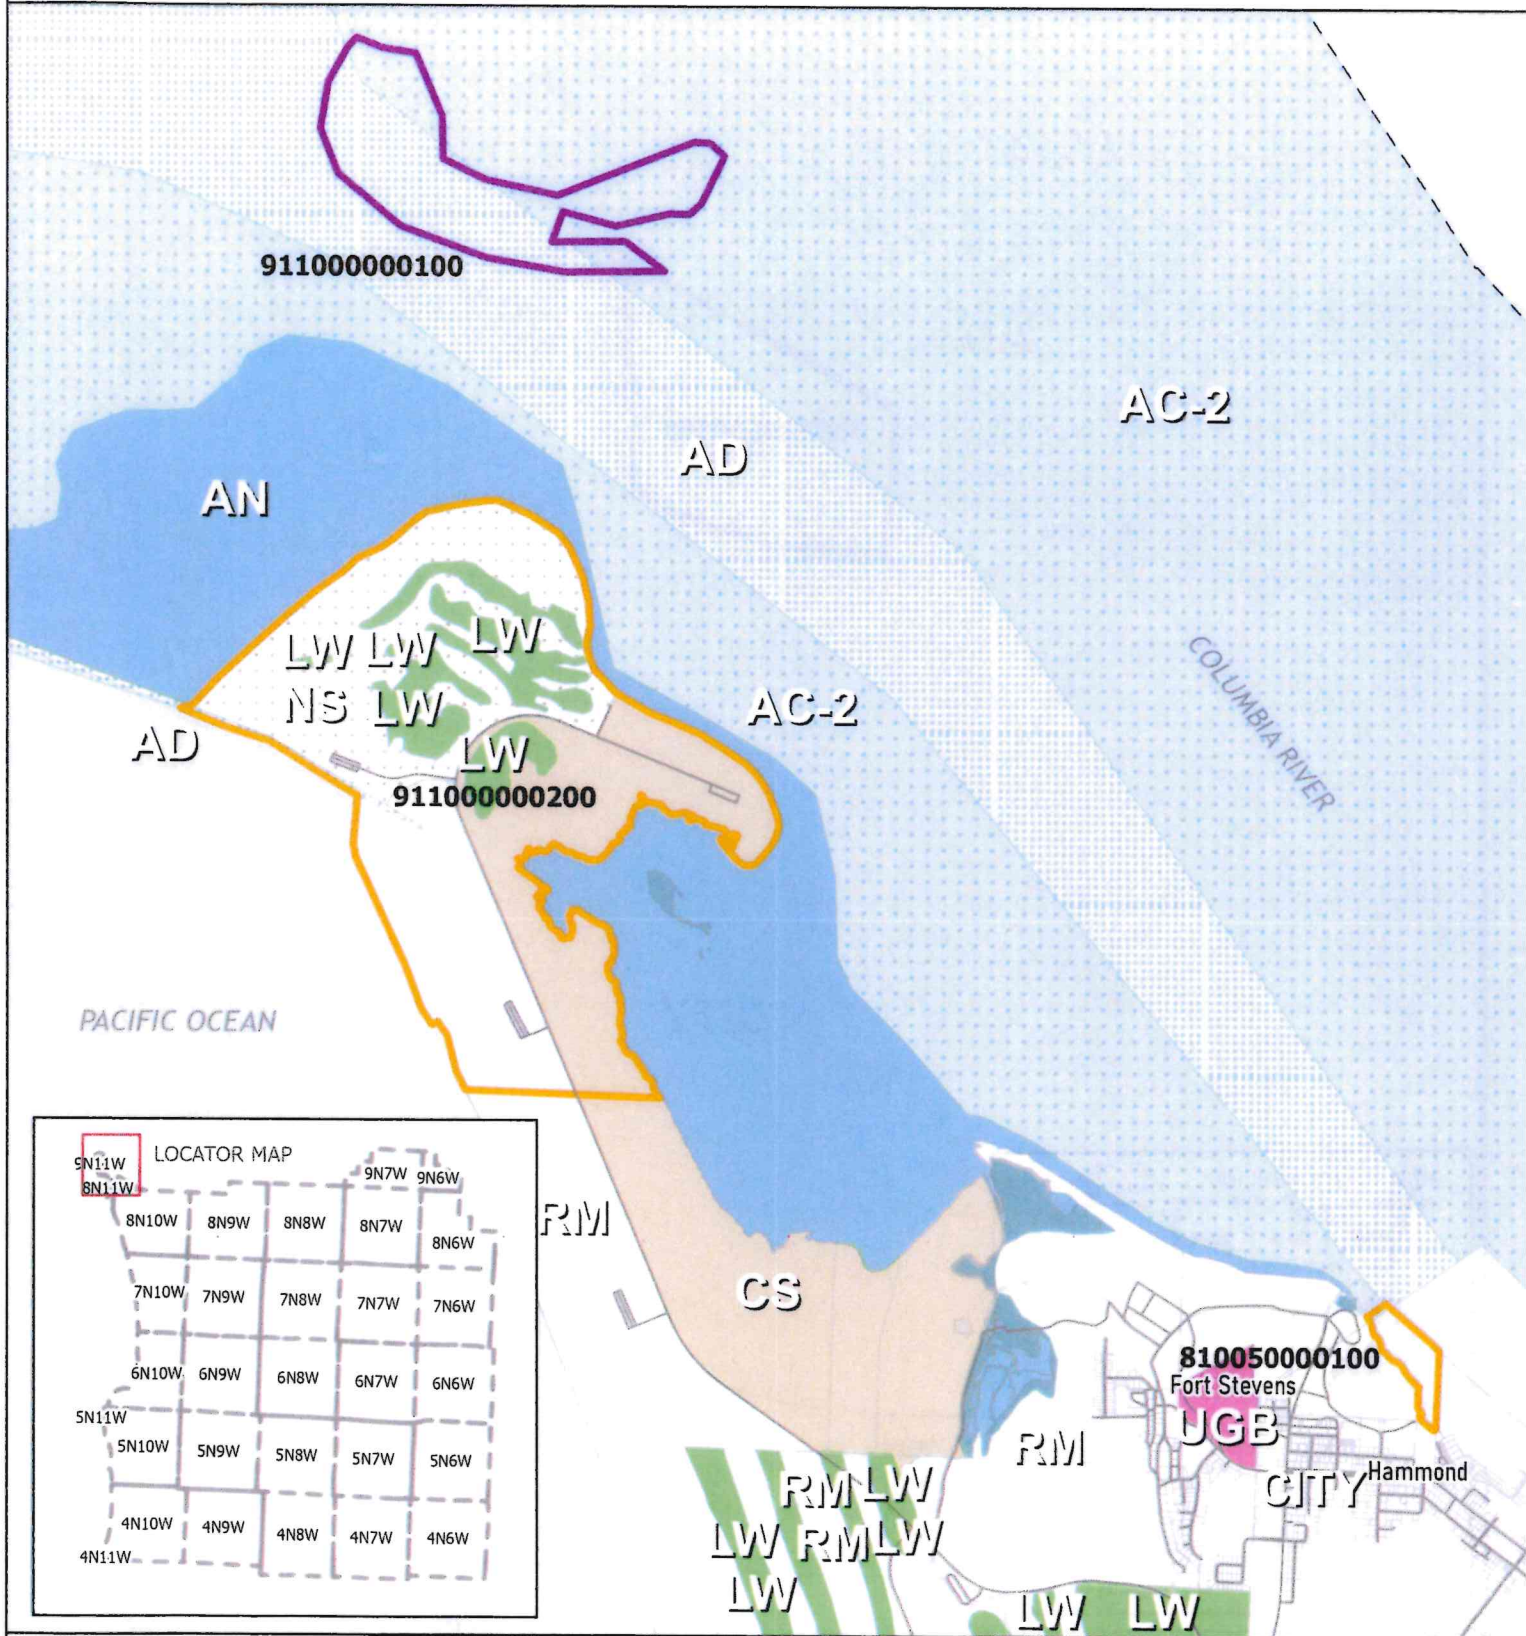 911000000100
AC-2
AD
AN
LW LW LW
NS LW
AC-2
COLUMBIA RIVER
AD
LW
911000000200
PACIFIC OCEAN
LOCATOR MAP
9N11W
8N11W
9N7W 9N6W
8N10W 8N9W 8N8W 8N7W
8N6W
7N10W 7N9W 7N8W 7N7W 7N6W
6N10W 6N9W 6N8W 6N7W 6N6W
5N11W
5N10W 5N9W 5N8W 5N7W 5N6W
4N10W 4N9W 4N8W 4N7W 4N6W
4N11W
RM
CS
810050000100
Fort Stevens
UGB
RM
CITY Hammond
RM LW
LW RM LW
LW
LW LW